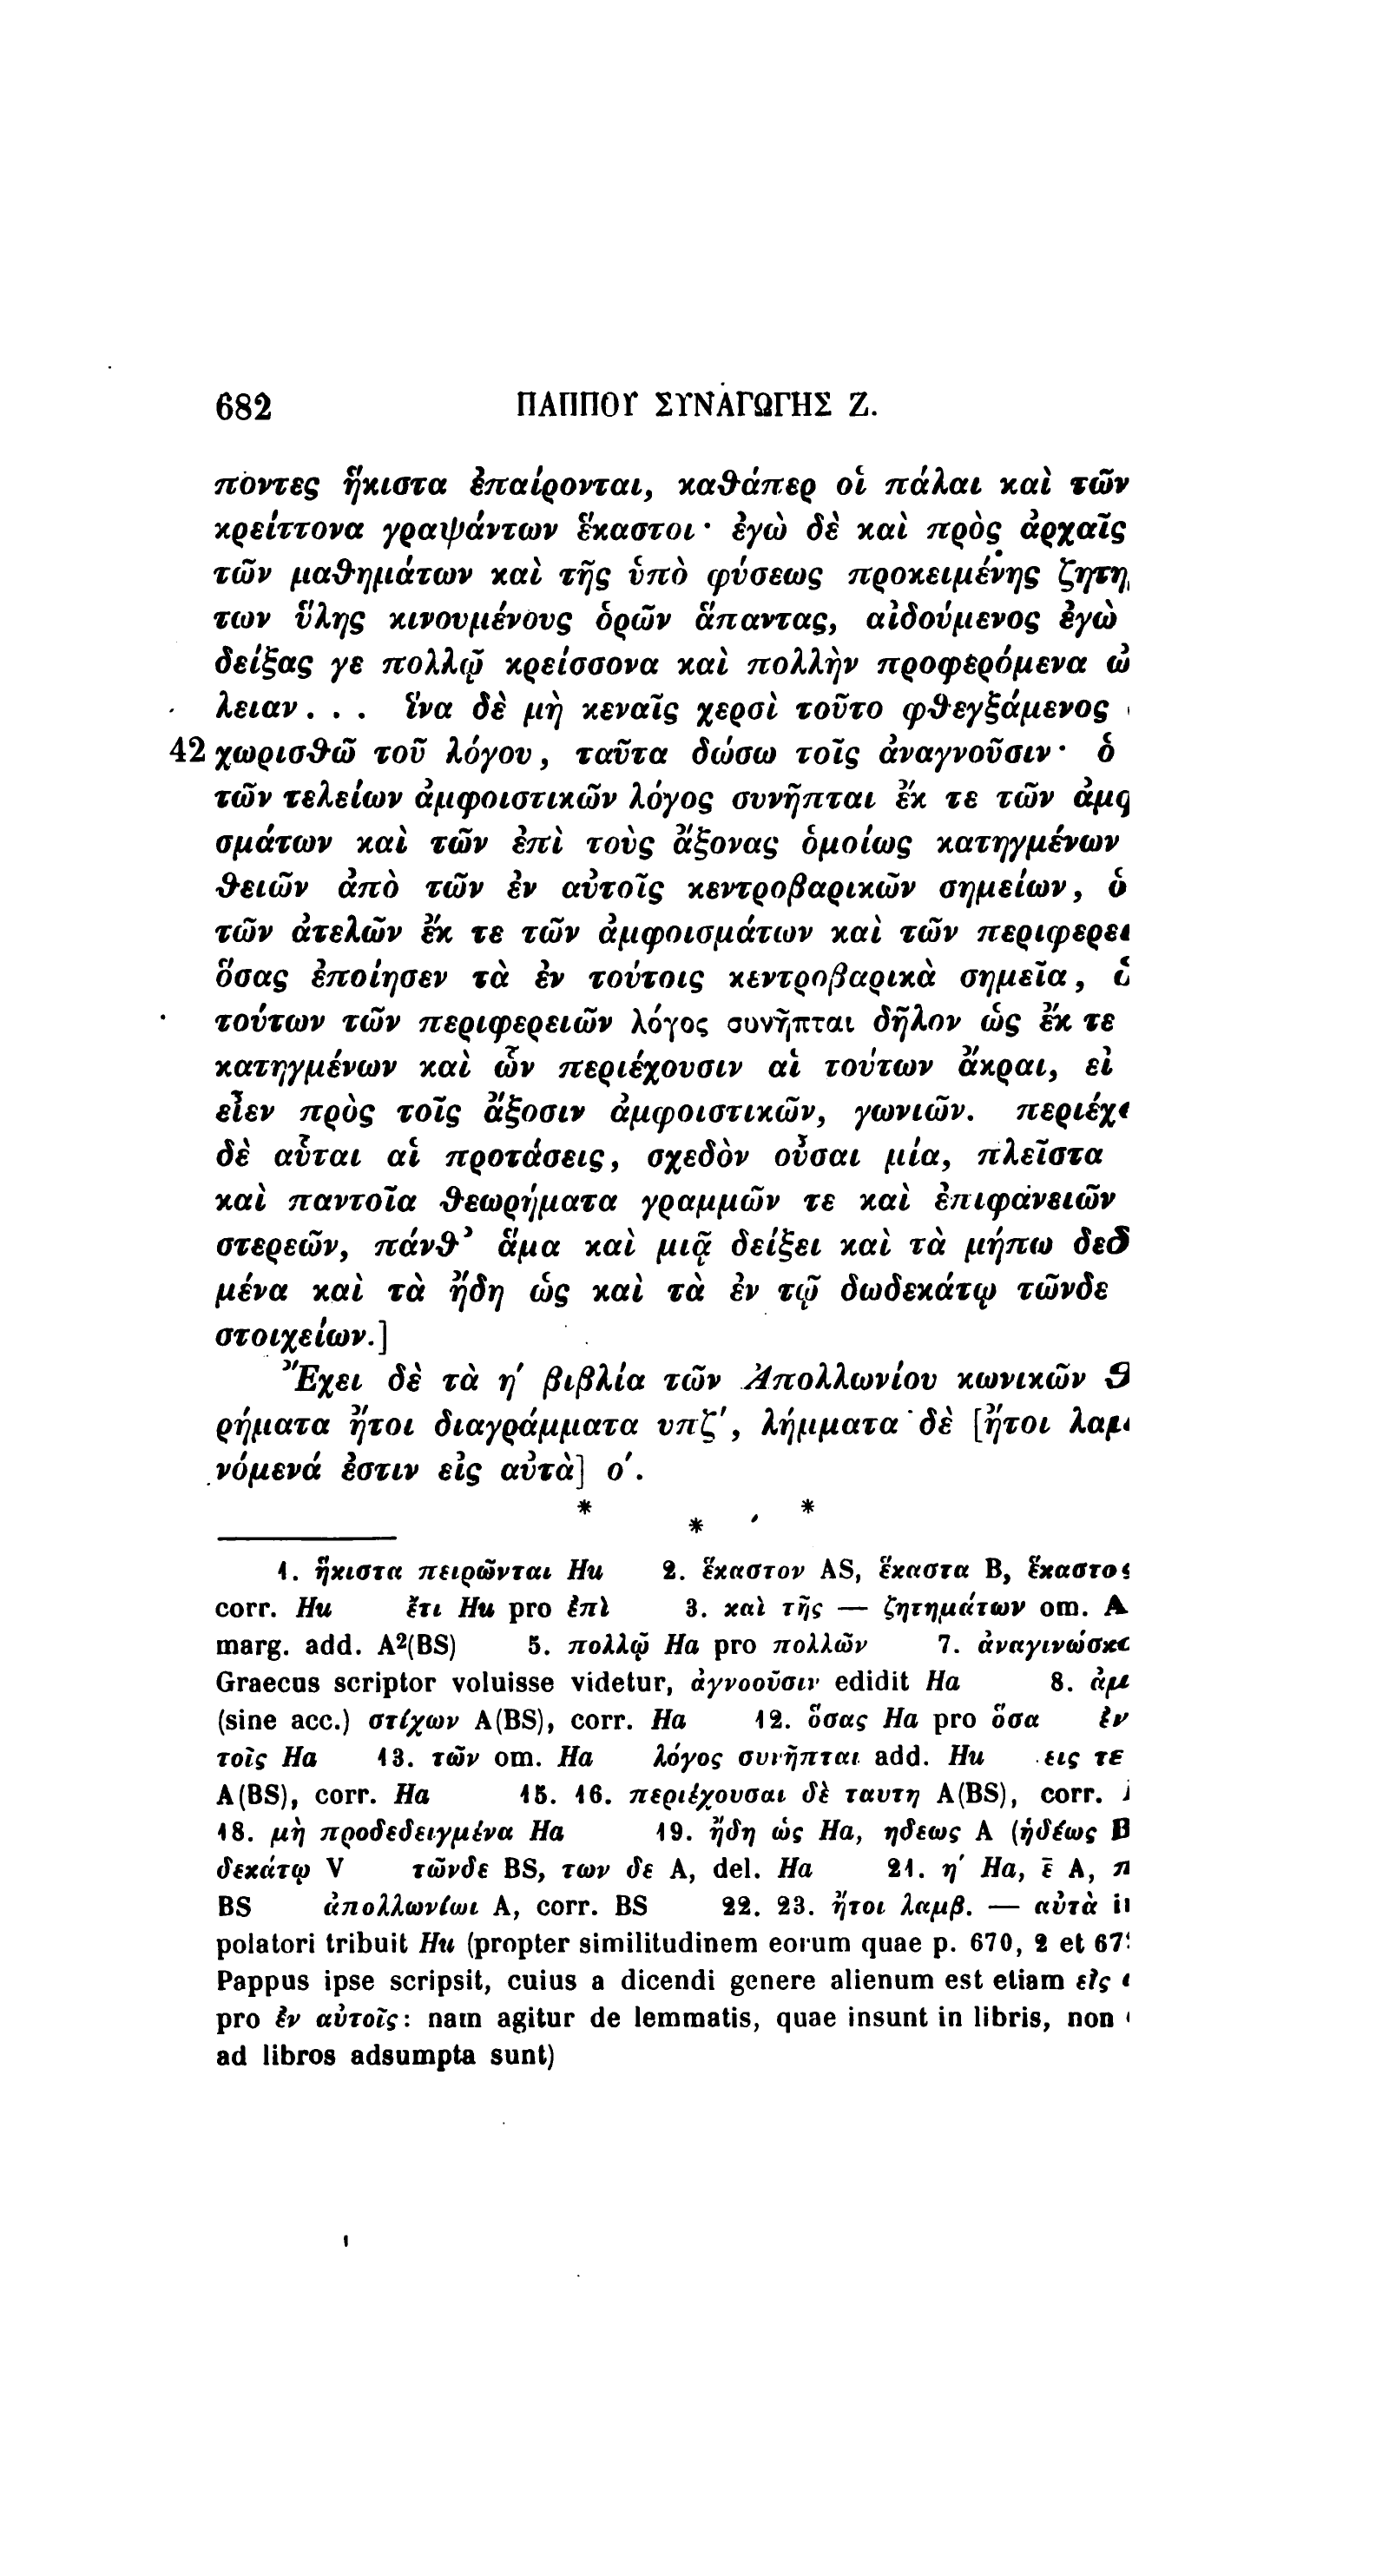 682 ΠΑΠΠΟΥ ΣΥΝΑΓΩΓΗΣ Ζ.
ποντες ἥκιστα ἐπαίρονται, καθάπερ οἱ πάλαι καὶ τῶν
κρείττονα γραψάντων ἕκαστοι· ἐγὼ δὲ καὶ πρὸς ἀρχαῖς
τῶν μαθημάτων καὶ τῆς ὑπὸ φύσεως προκειμένης ζητη
των ὕλης κινουμένους ὁρῶν ἅπαντας, αἰδούμενος ἐγὼ
δείξας γε πολλῷ κρείσσονα καὶ πολλὴν προφερόμενα ὠ
λειαν . . . ἵνα δὲ μὴ κεναῖς χερσὶ τοῦτο φθεγξάμενος
42 χωρισθῶ τοῦ λόγου, ταῦτα δώσω τοῖς ἀναγνοῦσιν· ὁ
τῶν τελείων ἀμφοιστικῶν λόγος συνῆπται ἔκ τε τῶν ἀμφ
σμάτων καὶ τῶν ἐπὶ τοὺς ἄξονας ὁμοίως κατηγμένων
θειῶν ἀπὸ τῶν ἐν αὐτοῖς κεντροβαρικῶν σημείων, ὁ
τῶν ἀτελῶν ἔκ τε τῶν ἀμφοισμάτων καὶ τῶν περιφερει
ὅσας ἐποίησεν τὰ ἐν τούτοις κεντροβαρικὰ σημεῖα, ὁ
τούτων τῶν περιφερειῶν λόγος συνῆπται δῆλον ὡς ἔκ τε
κατηγμένων καὶ ὧν περιέχουσιν αἱ τούτων ἄκραι, εἰ
εἶεν πρὸς τοῖς ἄξοσιν ἀμφοιστικῶν, γωνιῶν. περιέχ
δὲ αὗται αἱ προτάσεις, σχεδὸν οὖσαι μία, πλεῖστα
καὶ παντοῖα θεωρήματα γραμμῶν τε καὶ ἐπιφανειῶν
στερεῶν, πάνθ᾽ ἅμα καὶ μιᾷ δείξει καὶ τὰ μήπω δεδ
μένα καὶ τὰ ἤδη ὡς καὶ τὰ ἐν τῷ δωδεκάτῳ τῶνδε
στοιχείων.]
Ἔχει δὲ τὰ η΄ βιβλία τῶν Ἀπολλωνίου κωνικῶν θ
ρήματα ἤτοι διαγράμματα υπζ΄, λήμματα δὲ [ἤτοι λαμ
νόμενά ἐστιν εἰς αὐτὰ] ο΄.
* * *
1. ἥκιστα πειρῶνται Hu 2. ἕκαστον AS, ἕκαστα B, ἕκαστος
corr. Hu ἔτι Hu pro ἐπὶ 3. καὶ τῆς — ζητημάτων om. A
marg. add. A²(BS) 5. πολλῷ Ha pro πολλῶν 7. ἀναγινώσκ
Graecus scriptor voluisse videtur, ἀγνοοῦσιν edidit Ha 8. ἀμ
(sine acc.) στίχων A(BS), corr. Ha 12. ὅσας Ha pro ὅσα ἐν
τοῖς Ha 13. τῶν om. Ha λόγος συνῆπται add. Hu εις τε
A(BS), corr. Ha 15. 16. περιέχουσαι δὲ ταυτη A(BS), corr.
18. μὴ προδεδειγμένα Ha 19. ἤδη ὡς Ha, ηδεως A (ἡδέως B
δεκάτῳ V τῶνδε BS, των δε A, del. Ha 21. η΄ Ha, ε̄ A, π
BS ἀπολλωνίωι A, corr. BS 22. 23. ἤτοι λαμβ. — αὐτὰ in
polatori tribuit Hu (propter similitudinem eorum quae p. 670, 2 et 67
Pappus ipse scripsit, cuius a dicendi genere alienum est etiam εἰς
pro ἐν αὐτοῖς: nam agitur de lemmatis, quae insunt in libris, non
ad libros adsumpta sunt)